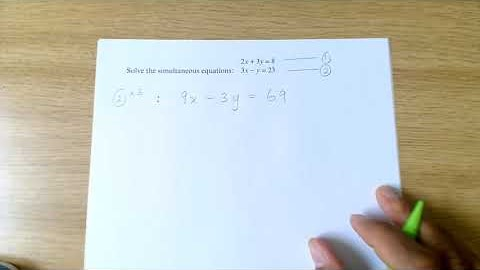 2x + 3y = 8 ①
Solve the simultaneous equations: 3x − y = 23 ②
② ×3 : 9x − 3y = 69